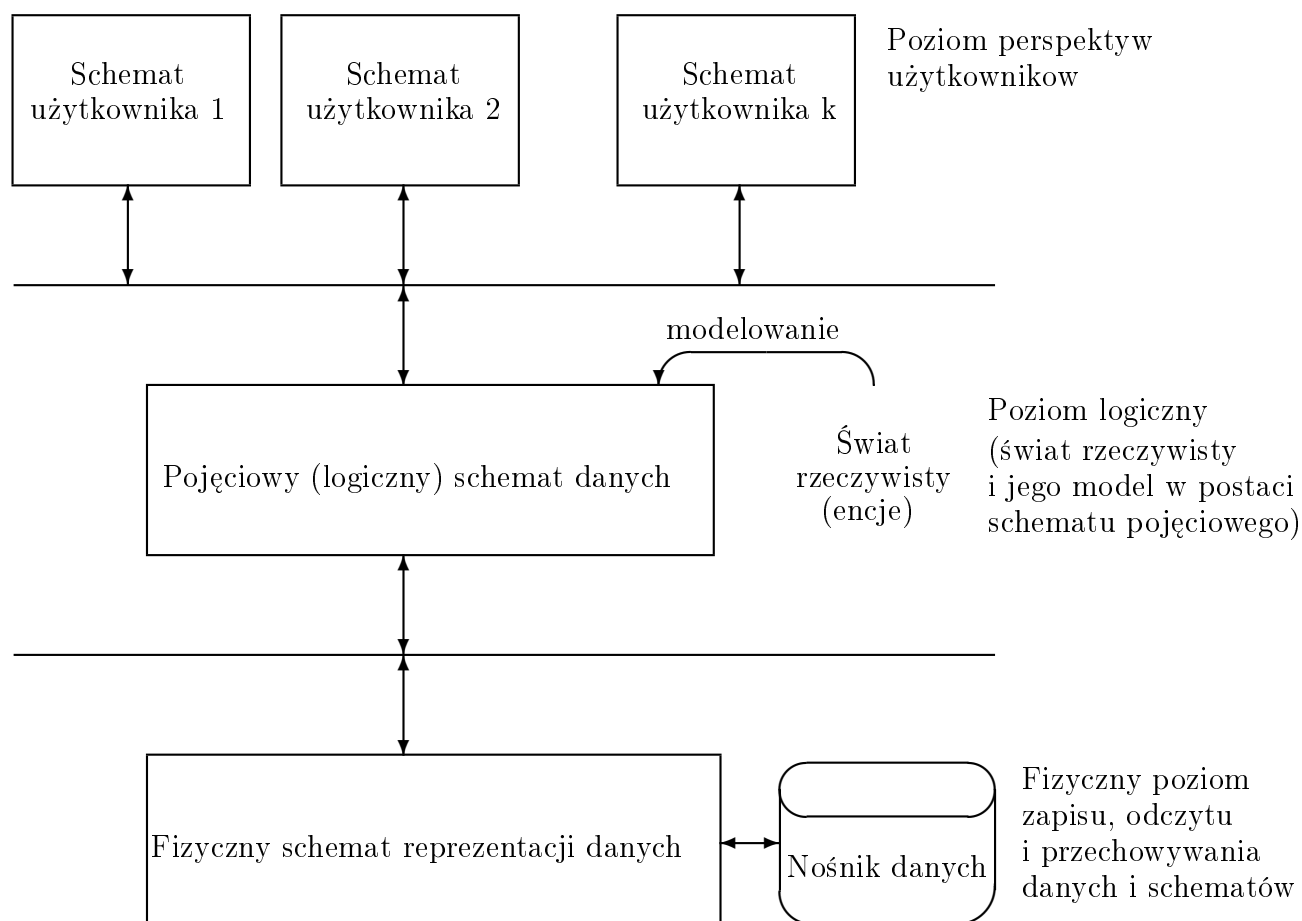 Schemat
użytkownika 1
Schemat
użytkownika 2
Schemat
użytkownika k
Poziom perspektyw
użytkownikow
modelowanie
Pojęciowy (logiczny) schemat danych
Świat
rzeczywisty
(encje)
Poziom logiczny
(świat rzeczywisty
i jego model w postaci
schematu pojęciowego)
Fizyczny schemat reprezentacji danych
Nośnik danych
Fizyczny poziom
zapisu, odczytu
i przechowywania
danych i schematów